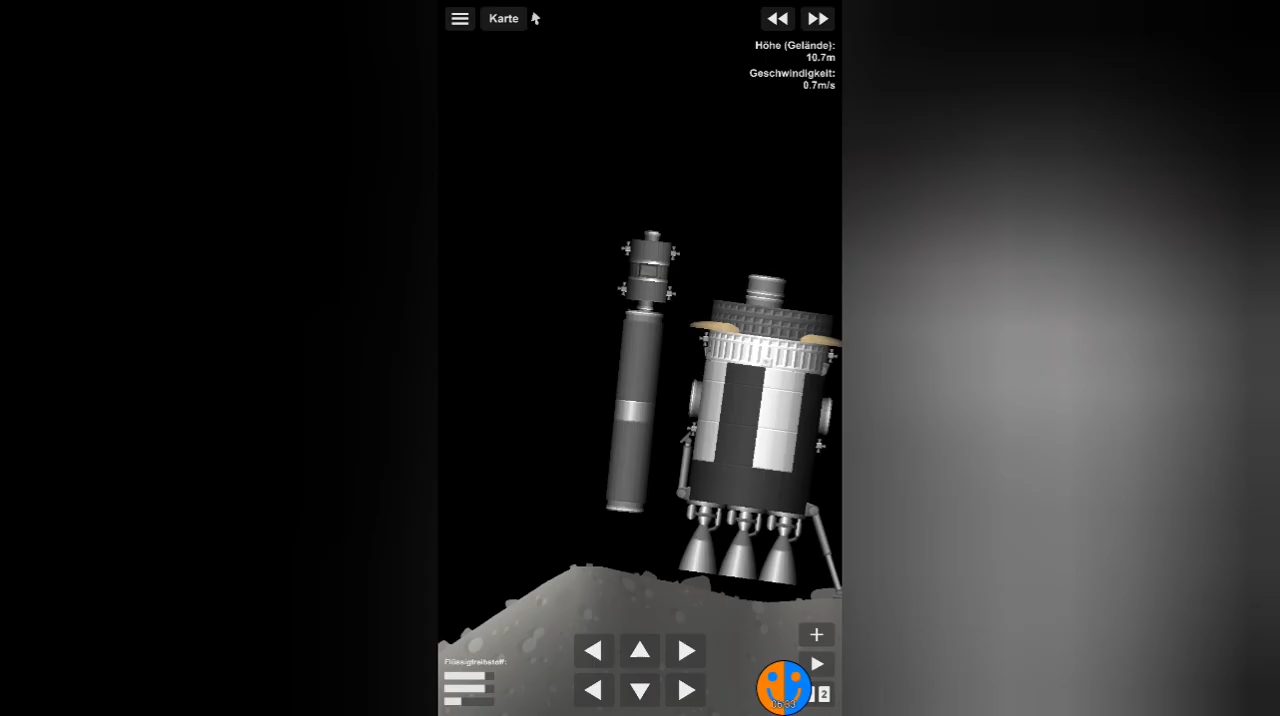 Karte
Höhe (Gelände):
10.7m
Geschwindigkeit:
0.7m/s
Flüssigtreibstoff:
2